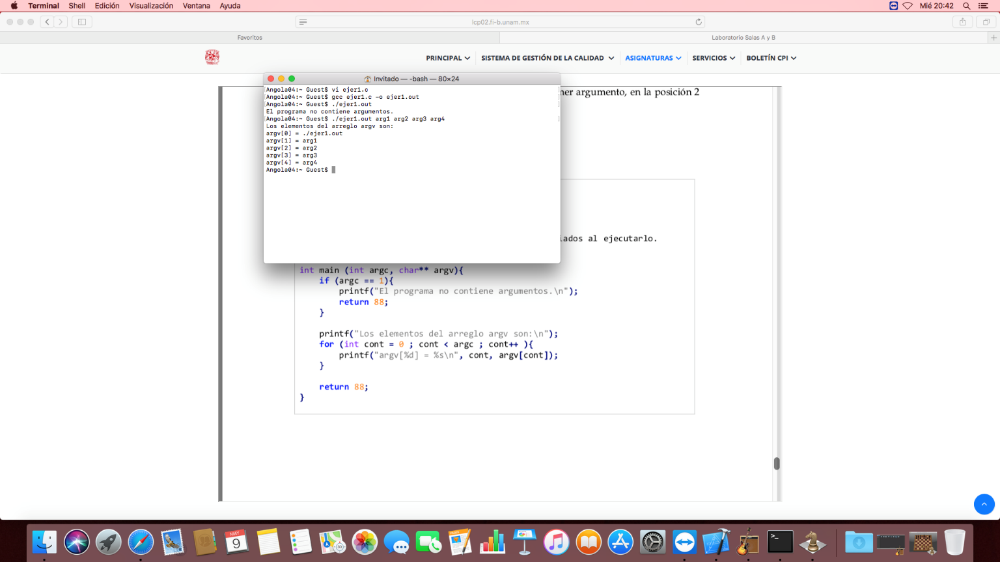 Terminal Shell Edición Visualización Ventana Ayuda Mié 20:42
lcp02.fi-b.unam.mx
Favoritos Laboratorio Salas A y B
PRINCIPAL SISTEMA DE GESTIÓN DE LA CALIDAD ASIGNATURAS SERVICIOS BOLETÍN CPI
Invitado — -bash — 80×24
[Angola04:~ Guest$ vi ejer1.c ]
[Angola04:~ Guest$ gcc ejer1.c -o ejer1.out ]
[Angola04:~ Guest$ ./ejer1.out ]
El programa no contiene argumentos.
[Angola04:~ Guest$ ./ejer1.out arg1 arg2 arg3 arg4 ]
Los elementos del arreglo argv son:
argv[0] = ./ejer1.out
argv[1] = arg1
argv[2] = arg2
argv[3] = arg3
argv[4] = arg4
Angola04:~ Guest$
ner argumento, en la posición 2
iados al ejecutarlo.
int main (int argc, char** argv){
if (argc == 1){
printf("El programa no contiene argumentos.\n");
return 88;
}
printf("Los elementos del arreglo argv son:\n");
for (int cont = 0 ; cont < argc ; cont++ ){
printf("argv[%d] = %s\n", cont, argv[cont]);
}
return 88;
}
MAY
9